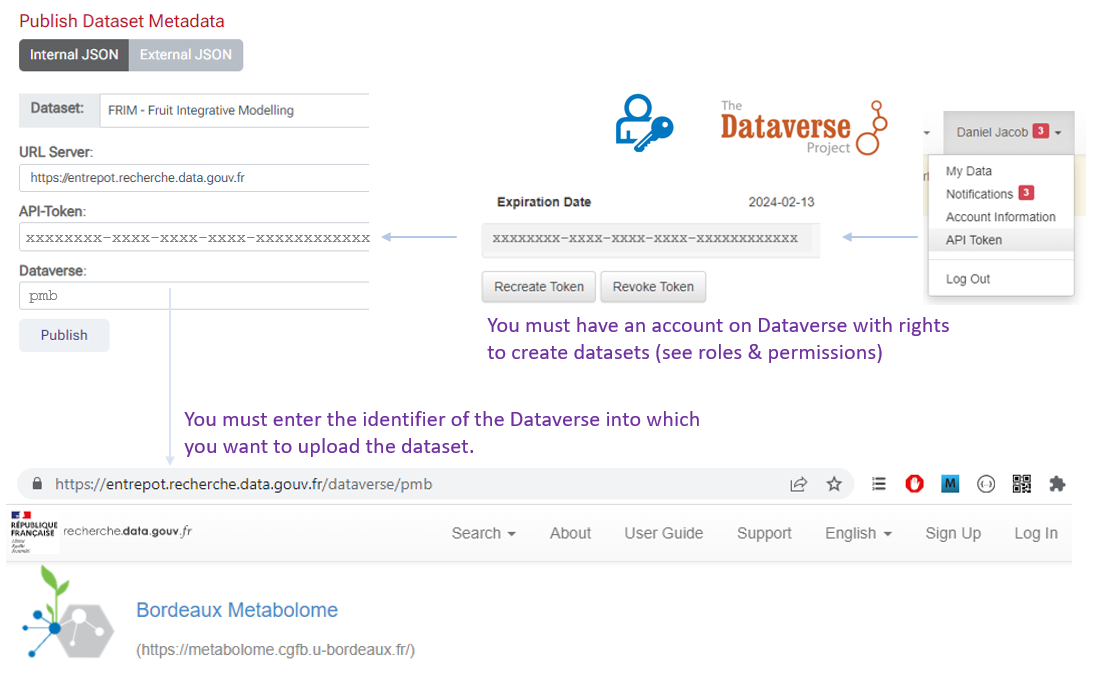 Publish Dataset Metadata
Internal JSON External JSON
Dataset: FRIM - Fruit Integrative Modelling
URL Server:
https://entrepot.recherche.data.gouv.fr
API-Token:
xxxxxxxx-xxxx-xxxx-xxxx-xxxxxxxxxxxx
Dataverse:
pmb
Publish
The
Dataverse
Project
Expiration Date 2024-02-13
xxxxxxxx-xxxx-xxxx-xxxx-xxxxxxxxxxxx
Recreate Token Revoke Token
Daniel Jacob 3
My Data
Notifications 3
Account Information
API Token
Log Out
You must have an account on Dataverse with rights
to create datasets (see roles & permissions)
You must enter the identifier of the Dataverse into which
you want to upload the dataset.
https://entrepot.recherche.data.gouv.fr/dataverse/pmb
M
RÉPUBLIQUE
FRANÇAISE
Liberté
Égalité
Fraternité
recherche.data.gouv.fr
Search About User Guide Support English Sign Up Log In
Bordeaux Metabolome
(https://metabolome.cgfb.u-bordeaux.fr/)